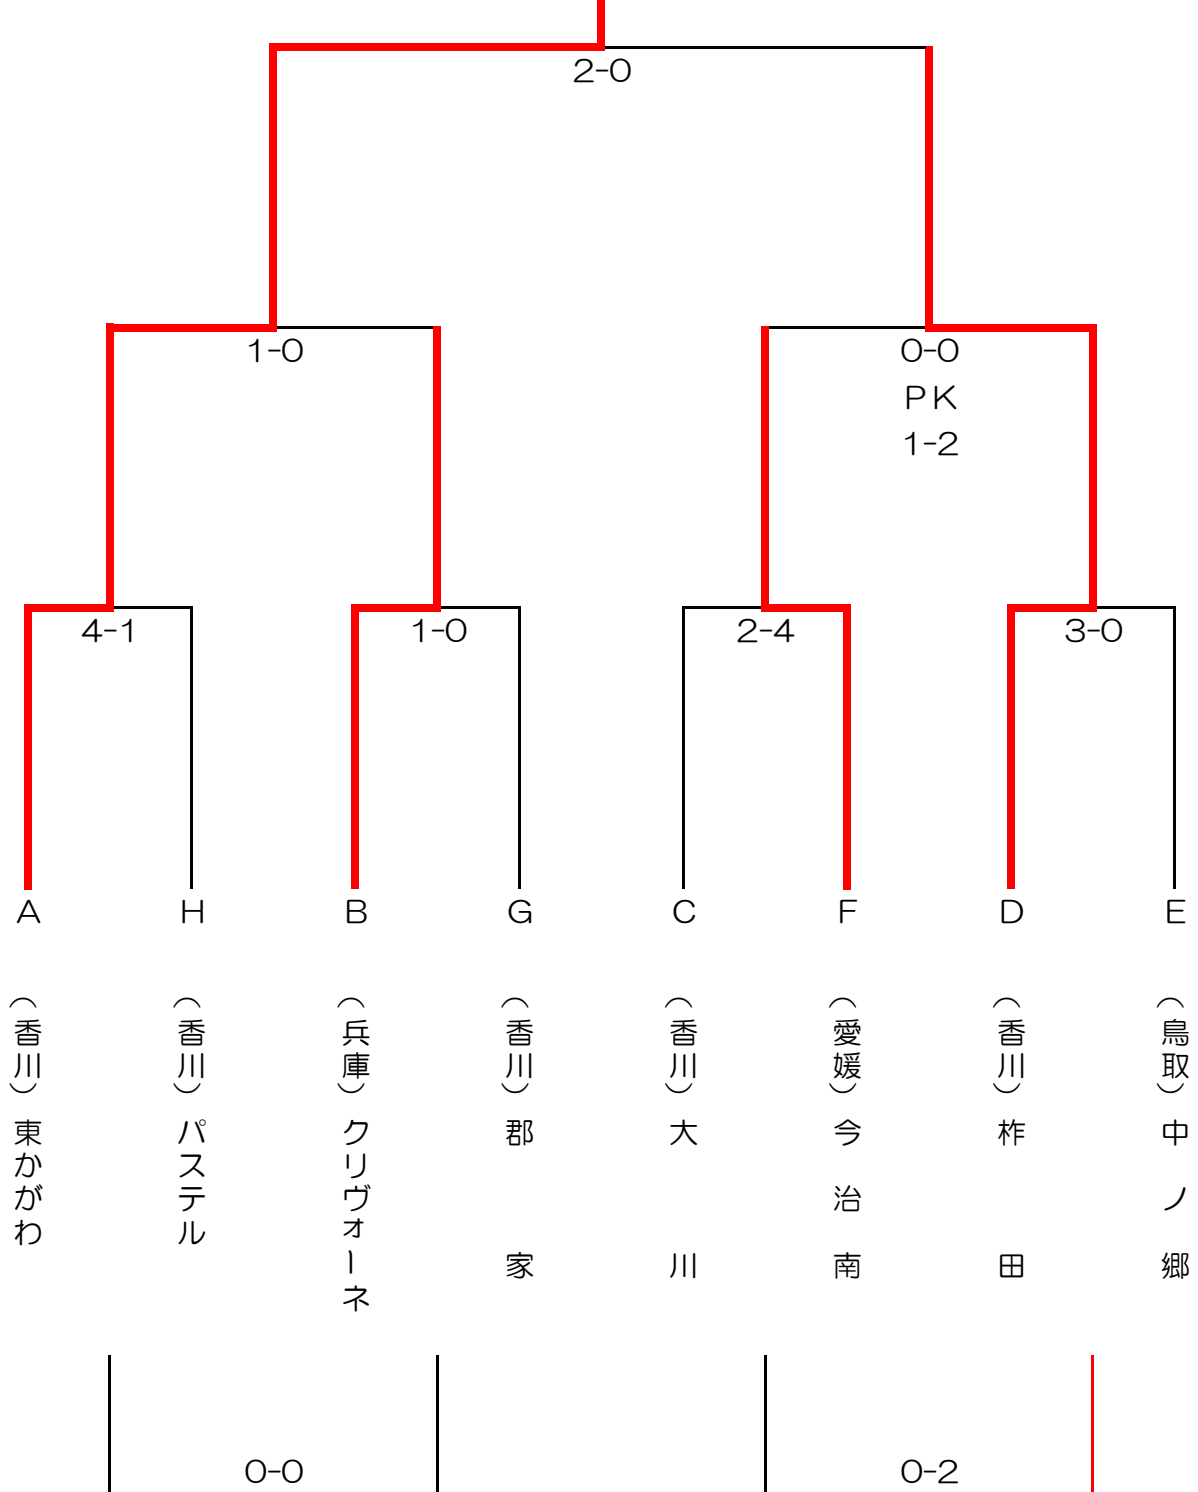 2-0
1-0
0-0
PK
1-2
4-1
1-0
2-4
3-0
A
H
B
G
C
F
D
E
（香川）東かがわ
（香川）パステル
（兵庫）クリヴォーネ
（香川）郡家
（香川）大川
（愛媛）今治南
（香川）柞田
（鳥取）中ノ郷
0-0
0-2